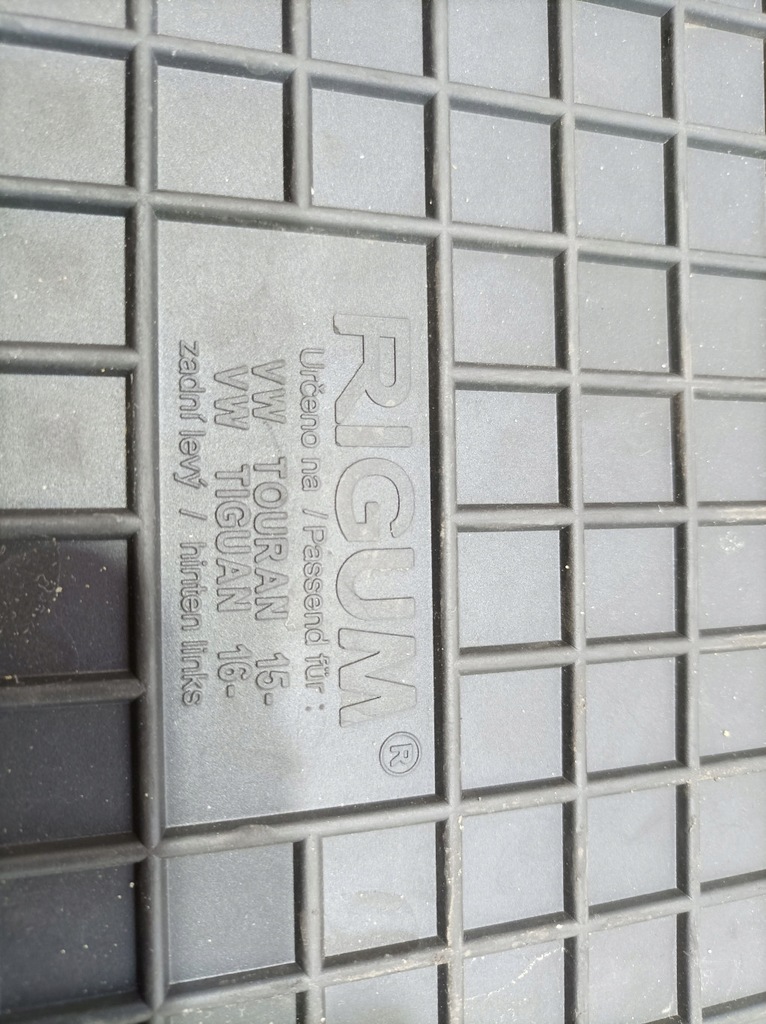 RIGUM ®
Určeno na / Passend für :
VW TOURAN 15-
VW TIGUAN 16-
zadní levý / hinten links